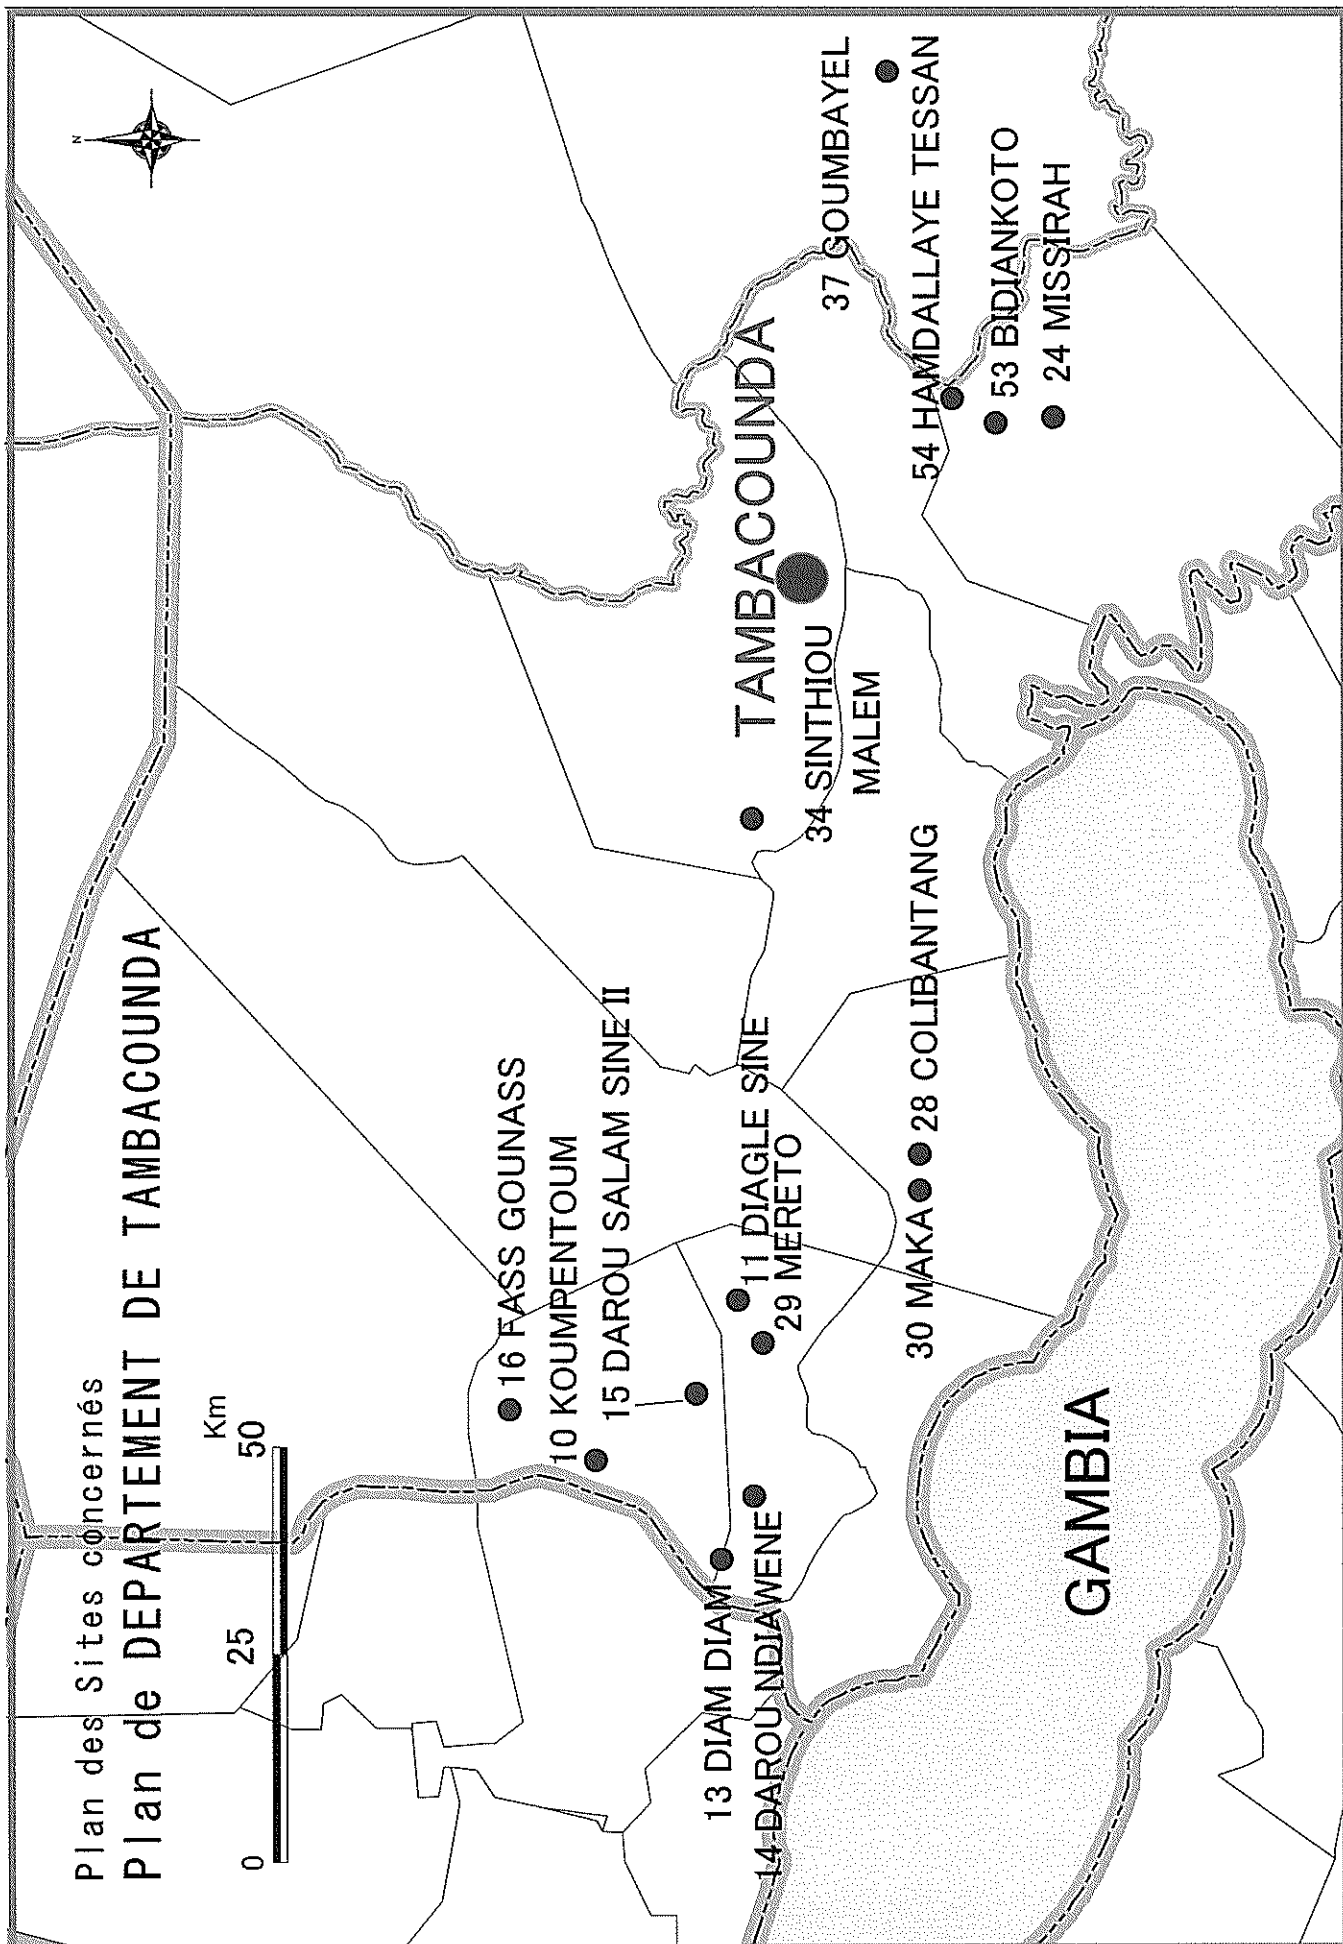 Plan des Sites concernés
Plan de DEPARTEMENT DE TAMBACOUNDA
Km
0 25 50
N
16 FASS GOUNASS
10 KOUMPENTOUM
15 DAROU SALAM SINE II
13 DIAM DIAM
14 DAROU NDIAWENE
11 DIAGLE SINE
29 MERETO
30 MAKA
28 COLIBANTANG
TAMBACOUNDA
34 SINTHIOU
MALEM
37 GOUMBAYEL
54 HAMDALLAYE TESSAN
53 BIDIANKOTO
24 MISSIRAH
GAMBIA